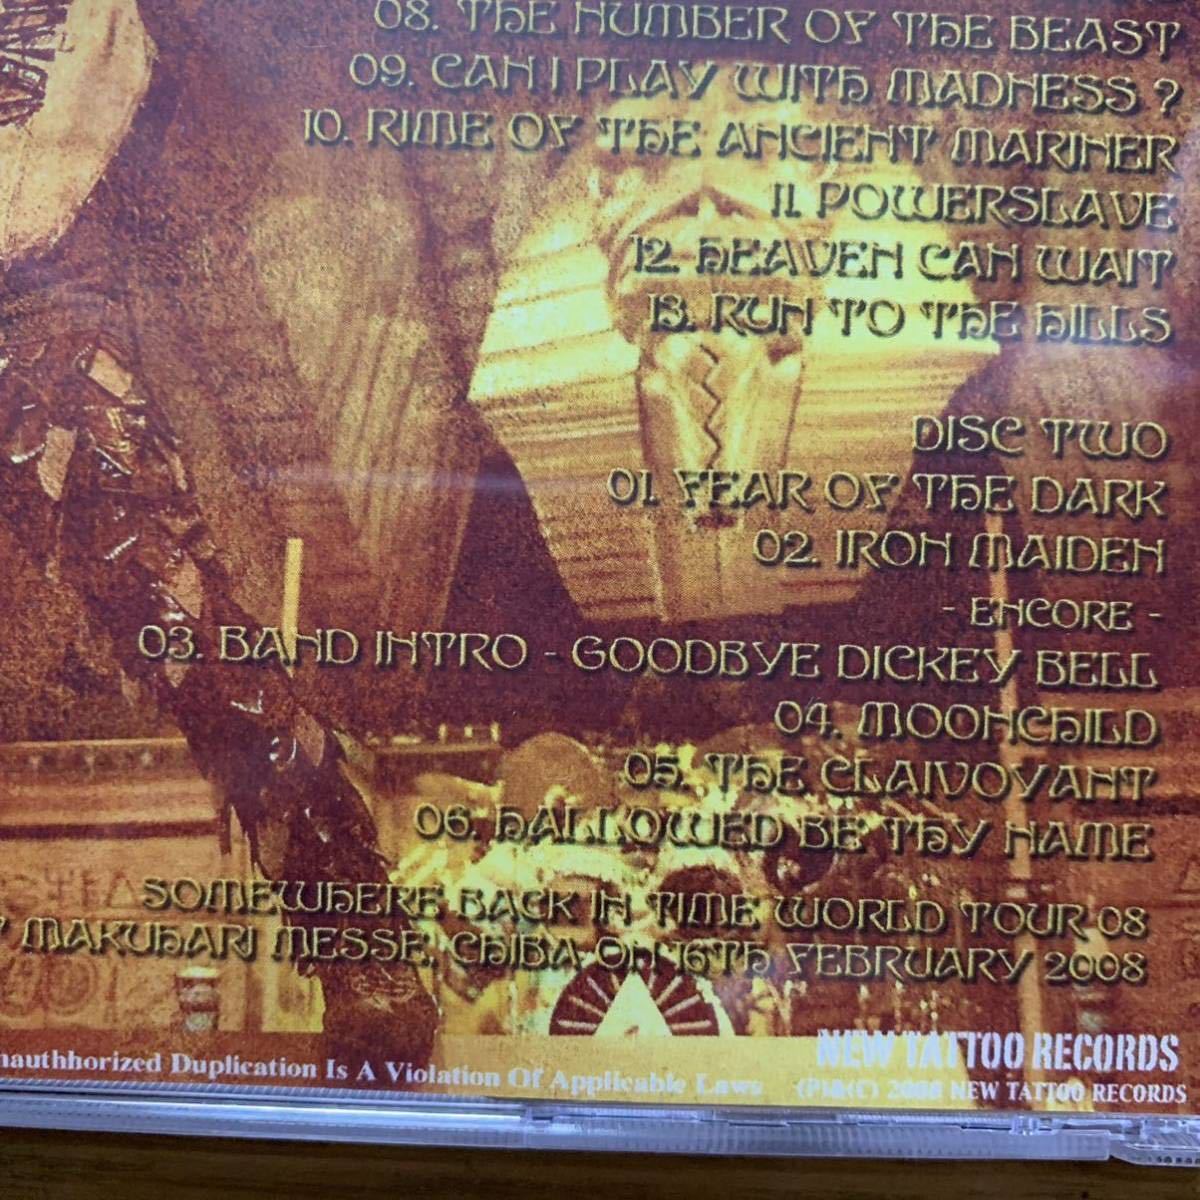 08. THE NUMBER OF THE BEAST
09. CAN I PLAY WITH MADNESS ?
10. RIME OF THE ANCIENT MARINER
11. POWERSLAVE
12. HEAVEN CAN WAIT
13. RUN TO THE HILLS
DISC TWO
01. FEAR OF THE DARK
02. IRON MAIDEN
- ENCORE -
03. BAND INTRO - GOODBYE DICKEY BELL
04. MOONCHILD
05. THE CLAIVOYANT
06. HALLOWED BE THY NAME
SOMEWHERE BACK IN TIME WORLD TOUR 08
MAKUHARI MESSE, CHIBA ON 16TH FEBRUARY 2008
NEW TATTOO RECORDS
nauthhorized Duplication Is A Violation Of Applicable Laws (P)&(C) 2008 NEW TATTOO RECORDS